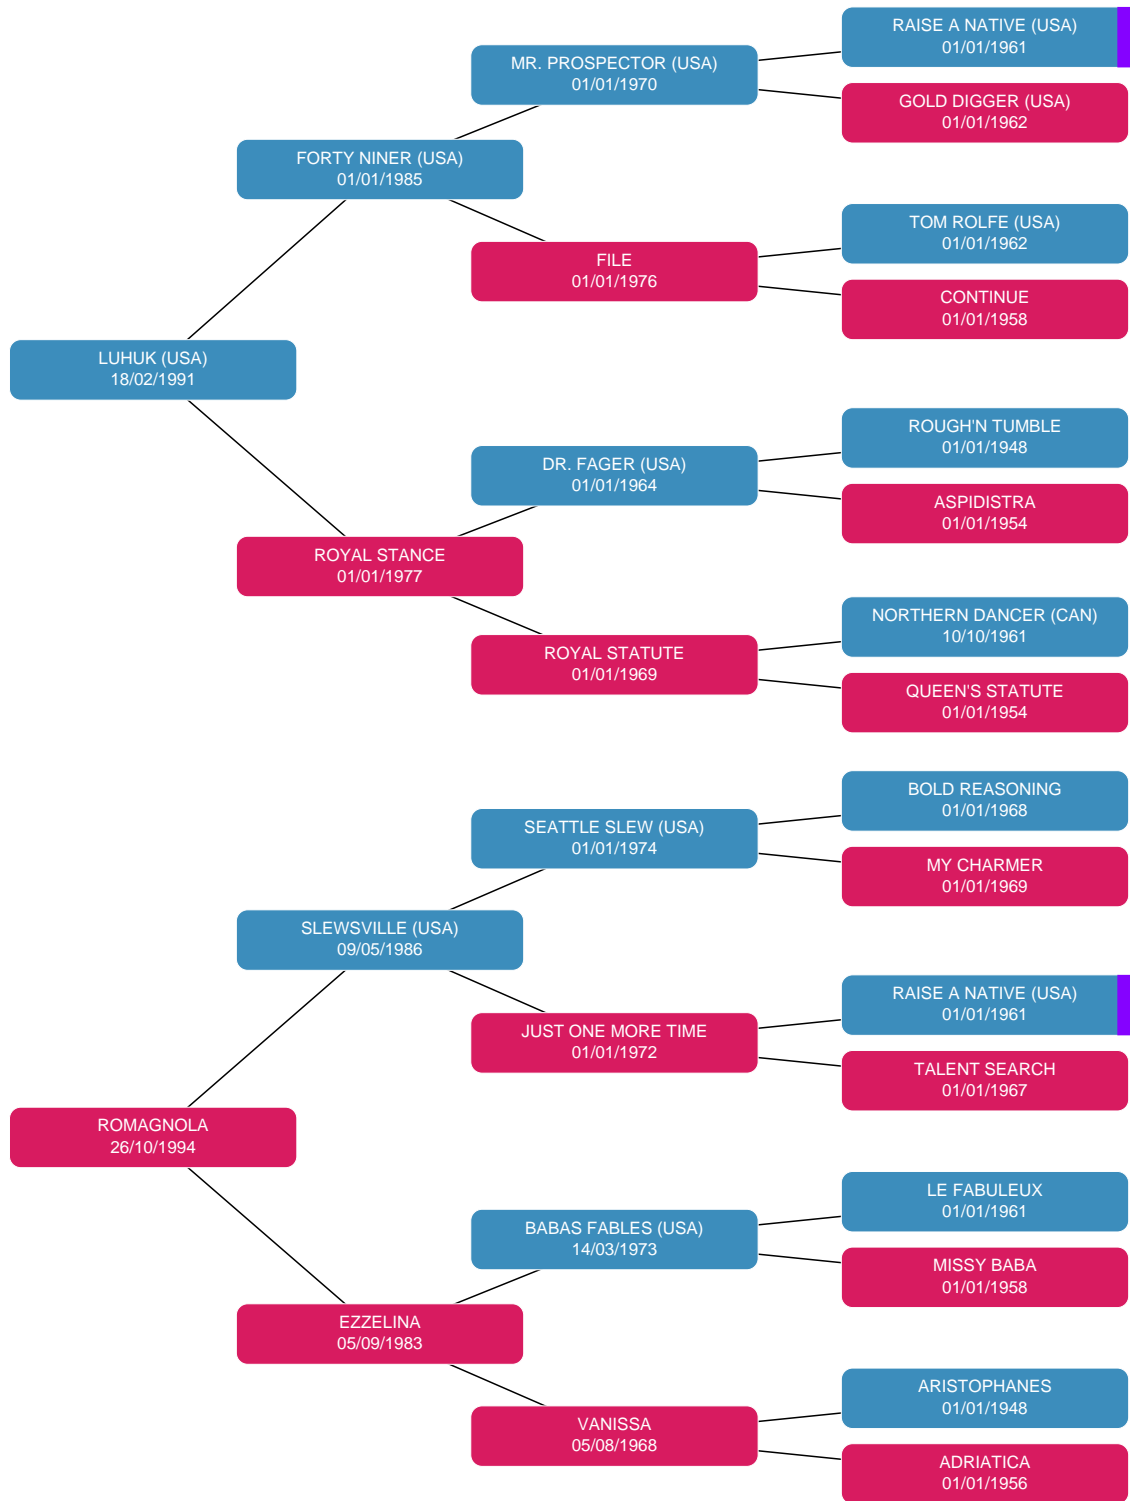 RAISE A NATIVE (USA)
01/01/1961
MR. PROSPECTOR (USA)
01/01/1970
GOLD DIGGER (USA)
01/01/1962
FORTY NINER (USA)
01/01/1985
TOM ROLFE (USA)
01/01/1962
FILE
01/01/1976
CONTINUE
01/01/1958
LUHUK (USA)
18/02/1991
ROUGH'N TUMBLE
01/01/1948
DR. FAGER (USA)
01/01/1964
ASPIDISTRA
01/01/1954
ROYAL STANCE
01/01/1977
NORTHERN DANCER (CAN)
10/10/1961
ROYAL STATUTE
01/01/1969
QUEEN'S STATUTE
01/01/1954
BOLD REASONING
01/01/1968
SEATTLE SLEW (USA)
01/01/1974
MY CHARMER
01/01/1969
SLEWSVILLE (USA)
09/05/1986
RAISE A NATIVE (USA)
01/01/1961
JUST ONE MORE TIME
01/01/1972
TALENT SEARCH
01/01/1967
ROMAGNOLA
26/10/1994
LE FABULEUX
01/01/1961
BABAS FABLES (USA)
14/03/1973
MISSY BABA
01/01/1958
EZZELINA
05/09/1983
ARISTOPHANES
01/01/1948
VANISSA
05/08/1968
ADRIATICA
01/01/1956